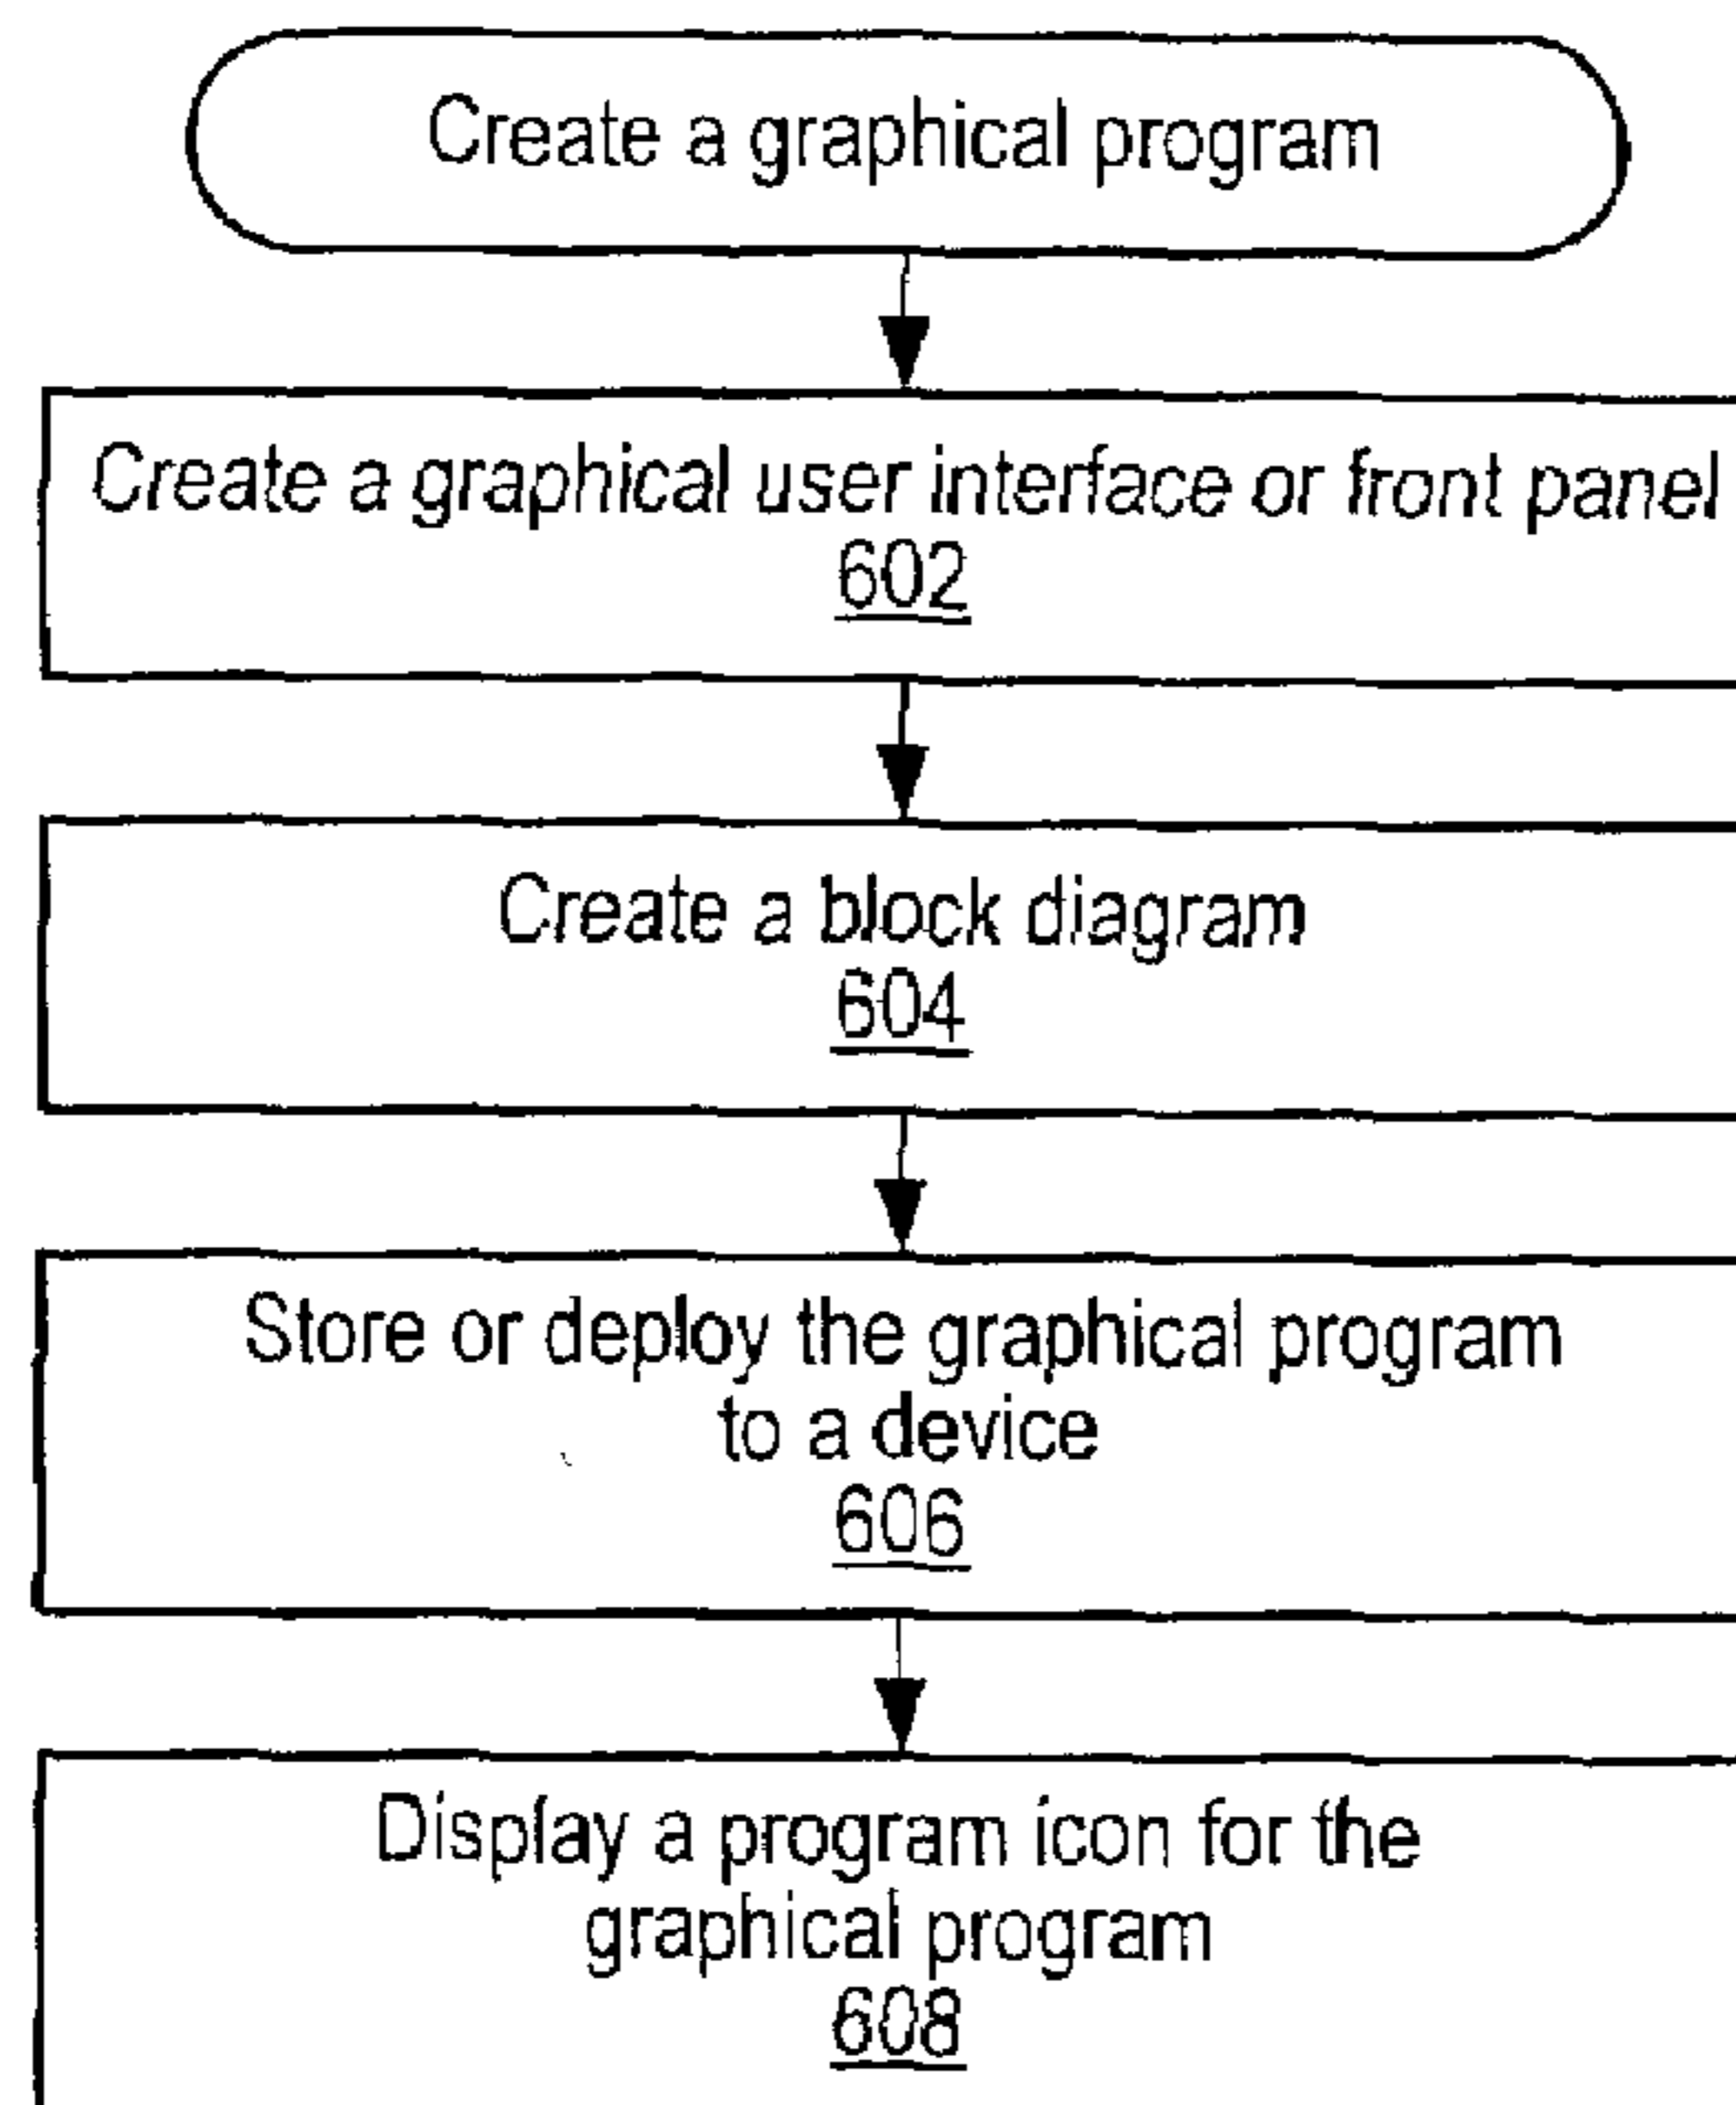 Create a graphical program
Create a graphical user interface or front panel
602
Create a block diagram
604
Store or deploy the graphical program
to a device
606
Display a program icon for the
graphical program
608